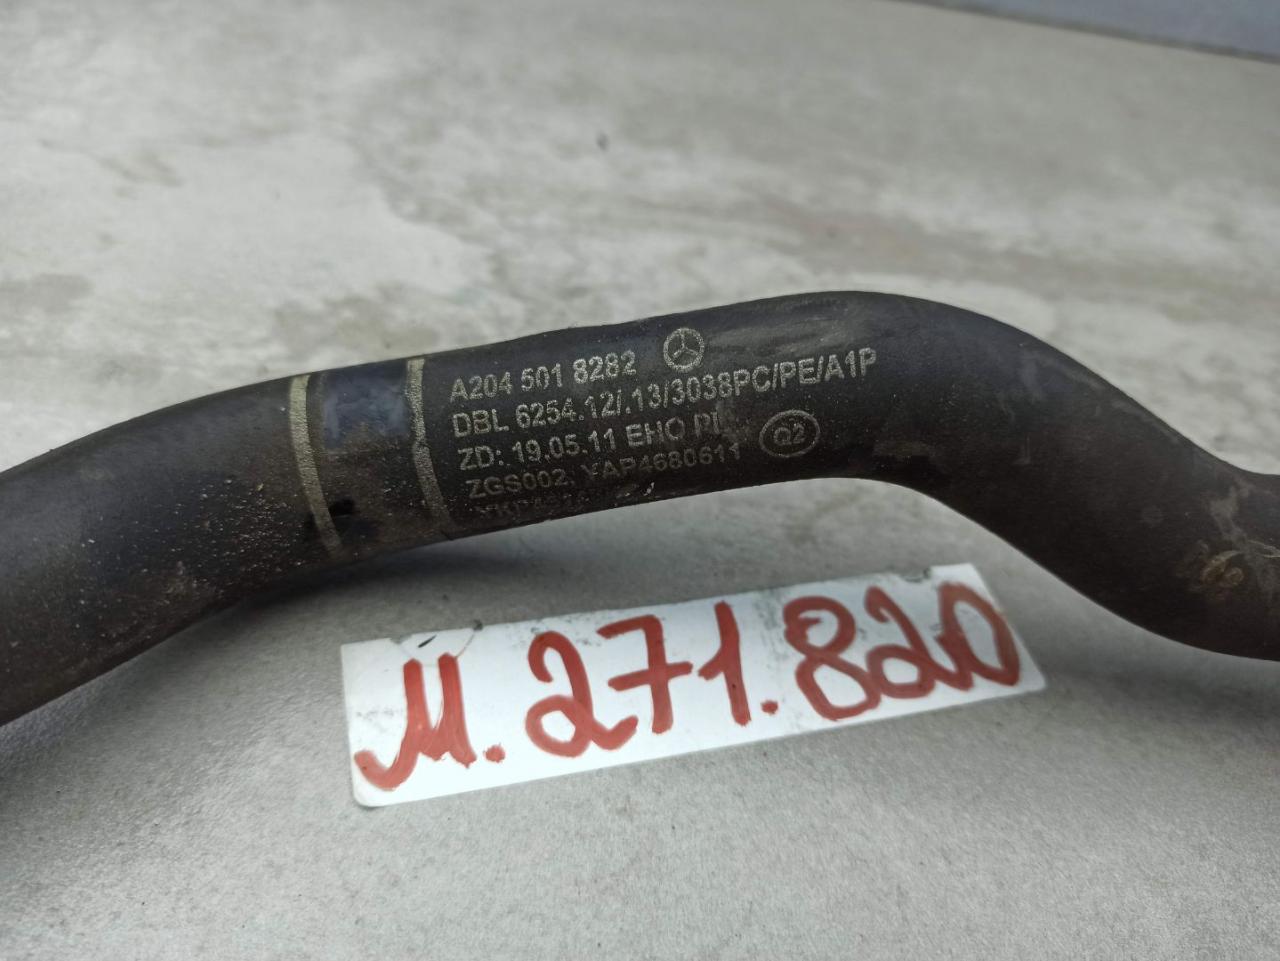 A204 501 8282
DBL 6254.12/.13/3038PC/PE/A1P
ZD: 19.05.11 EHO
Q2
ZGS002, YAP4680611
M.271.820